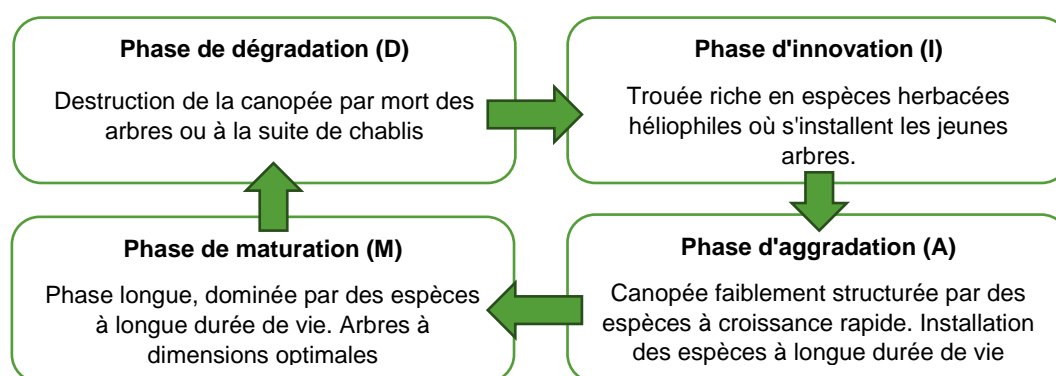 Phase de dégradation (D)
Destruction de la canopée par mort des
arbres ou à la suite de chablis
Phase d'innovation (I)
Trouée riche en espèces herbacées
héliophiles où s'installent les jeunes
arbres.
Phase de maturation (M)
Phase longue, dominée par des espèces
à longue durée de vie. Arbres à
dimensions optimales
Phase d'aggradation (A)
Canopée faiblement structurée par des
espèces à croissance rapide. Installation
des espèces à longue durée de vie